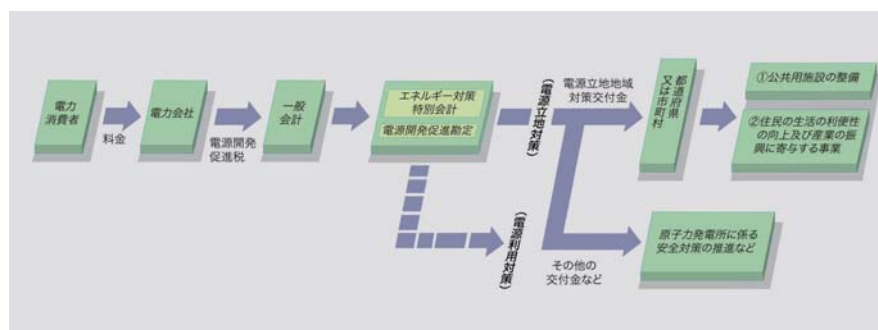 電力
消費者
料金
電力会社
電源開発
促進税
一般
会計
エネルギー対策
特別会計
電源開発促進勘定
(電源立地対策)
(電源利用対策)
電源立地地域
対策交付金
その他の
交付金など
都道府県
又は市町村
①公共用施設の整備
②住民の生活の利便性
の向上及び産業の振
興に寄与する事業
原子力発電所に係る
安全対策の推進など